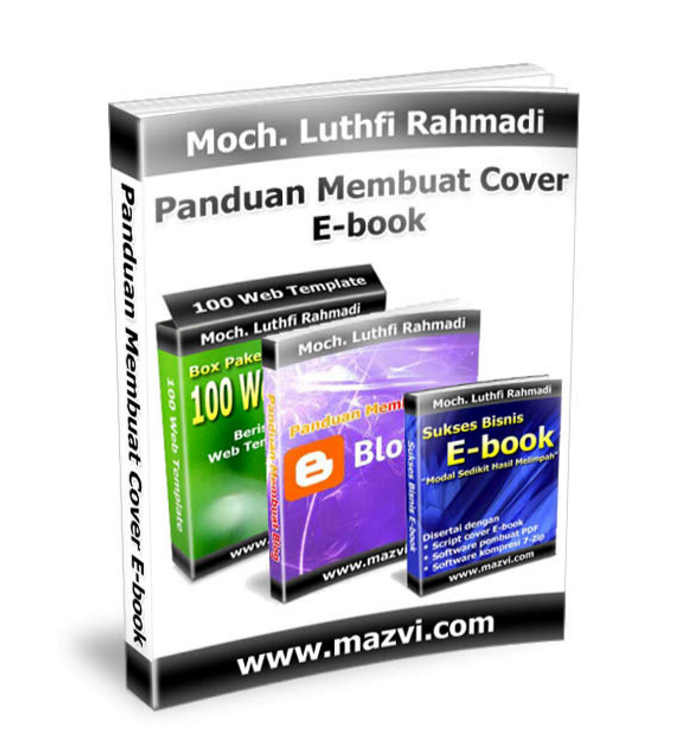 Moch. Luthfi Rahmadi
Panduan Membuat Cover
E-book
Panduan Membuat Cover E-book
100 Web Template
Moch. Luthfi Rahmadi
Box Pake
100 W
Beris
Web Tem
100 Web Template
www.
Moch. Luthfi Rahmadi
Panduan Mem
Blo
Panduan Membuat Blog
www.mazvi.com
Moch. Luthfi Rahmadi
Sukses Bisnis
E-book
"Modal Sedikit Hasil Melimpah"
Disertai dengan
• Script cover E-book
• Software pembuat PDF
• Software kompresi 7-Zip
Sukses Bisnis E-book
www.mazvi.com
www.mazvi.com